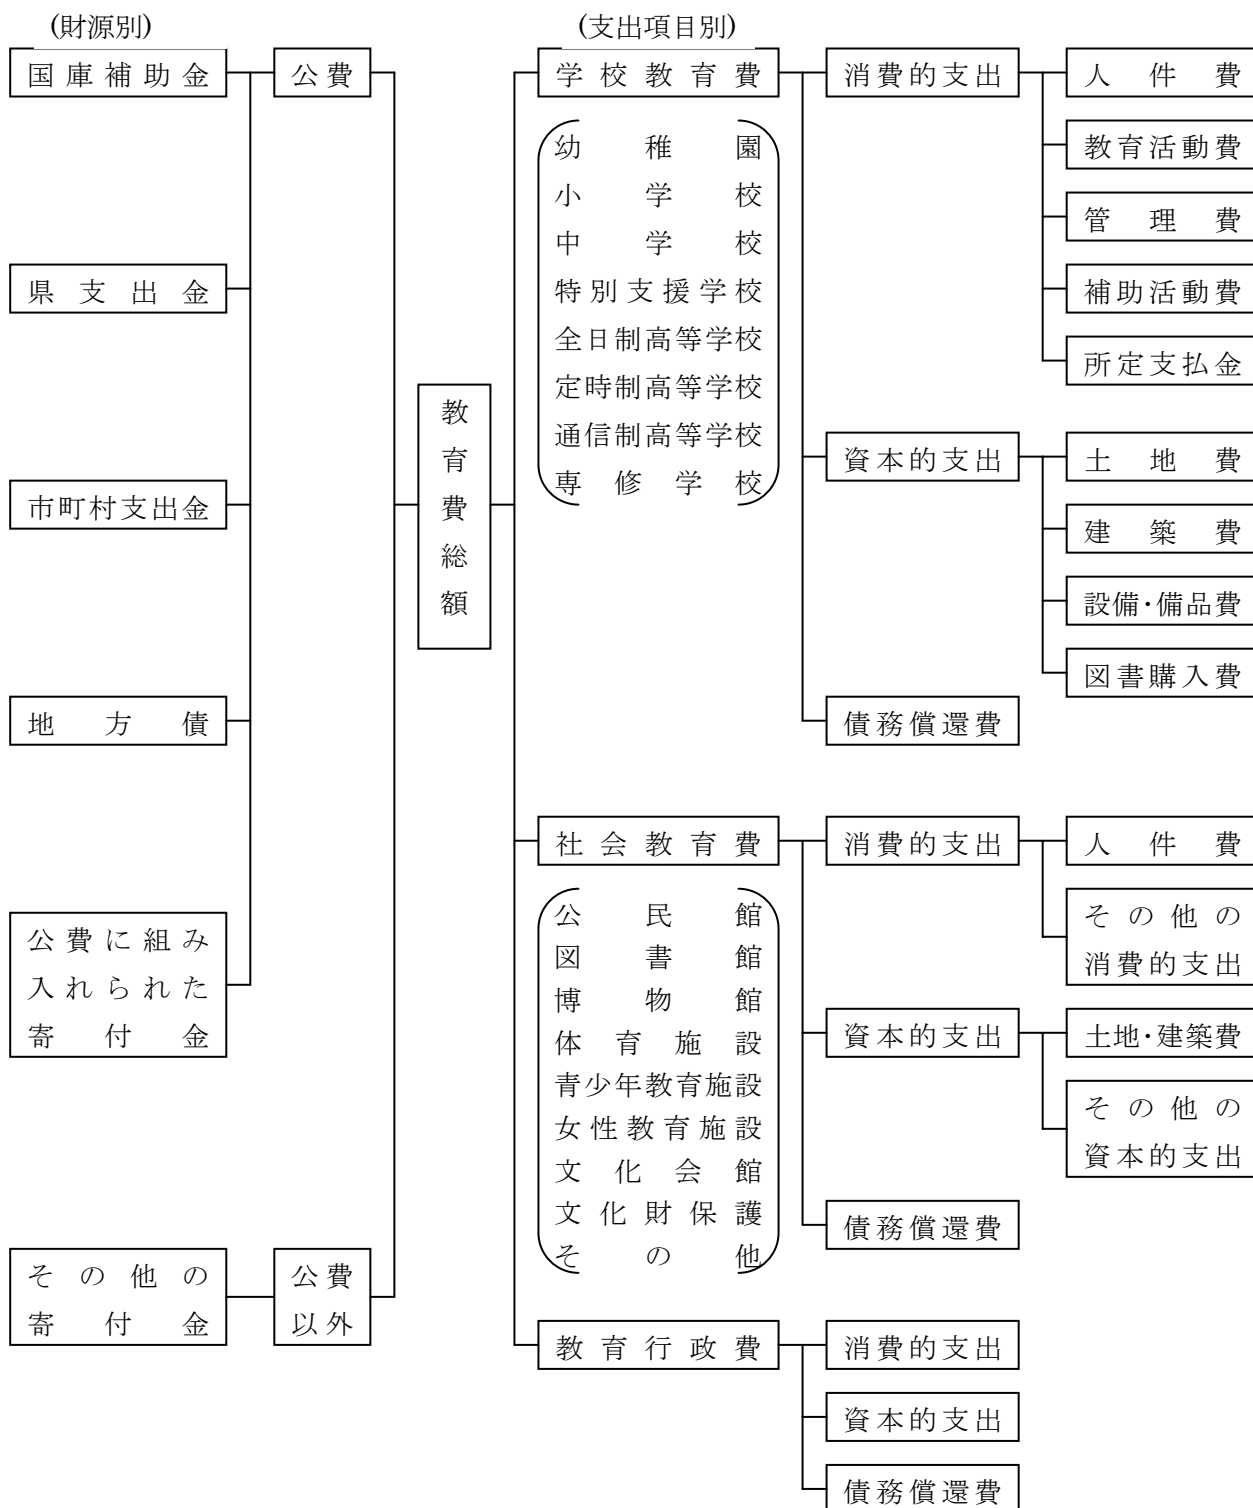 (財源別)
国庫補助金
公費
県支出金
市町村支出金
地方債
公費に組み
入れられた
寄付金
その他の
寄付金
公費
以外
教
育
費
総
額
(支出項目別)
学校教育費
幼稚園
小学校
中学校
特別支援学校
全日制高等学校
定時制高等学校
通信制高等学校
専修学校
消費的支出
人件費
教育活動費
管理費
補助活動費
所定支払金
資本的支出
土地費
建築費
設備・備品費
図書購入費
債務償還費
社会教育費
公民館
図書館
博物館
体育施設
青少年教育施設
女性教育施設
文化会館
文化財保護
その他
消費的支出
人件費
その他の
消費的支出
資本的支出
土地・建築費
その他の
資本的支出
債務償還費
教育行政費
消費的支出
資本的支出
債務償還費